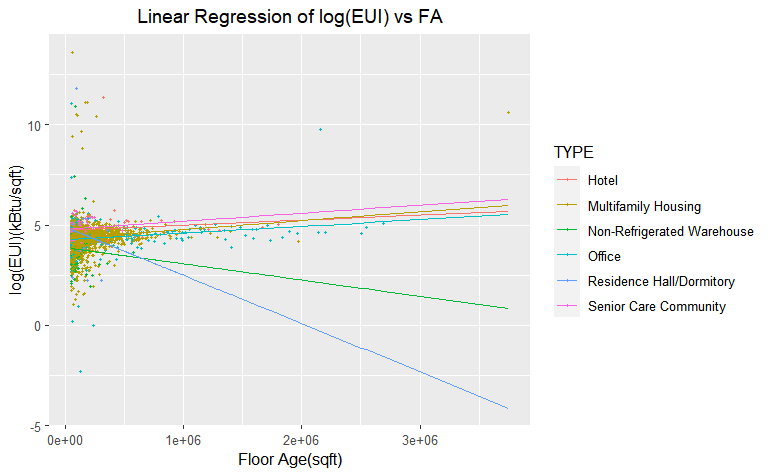 Linear Regression of log(EUI) vs FA
log(EUI)(kBtu/sqft)
10
5
0
-5
0e+00
1e+06
2e+06
3e+06
Floor Age(sqft)
TYPE
Hotel
Multifamily Housing
Non-Refrigerated Warehouse
Office
Residence Hall/Dormitory
Senior Care Community